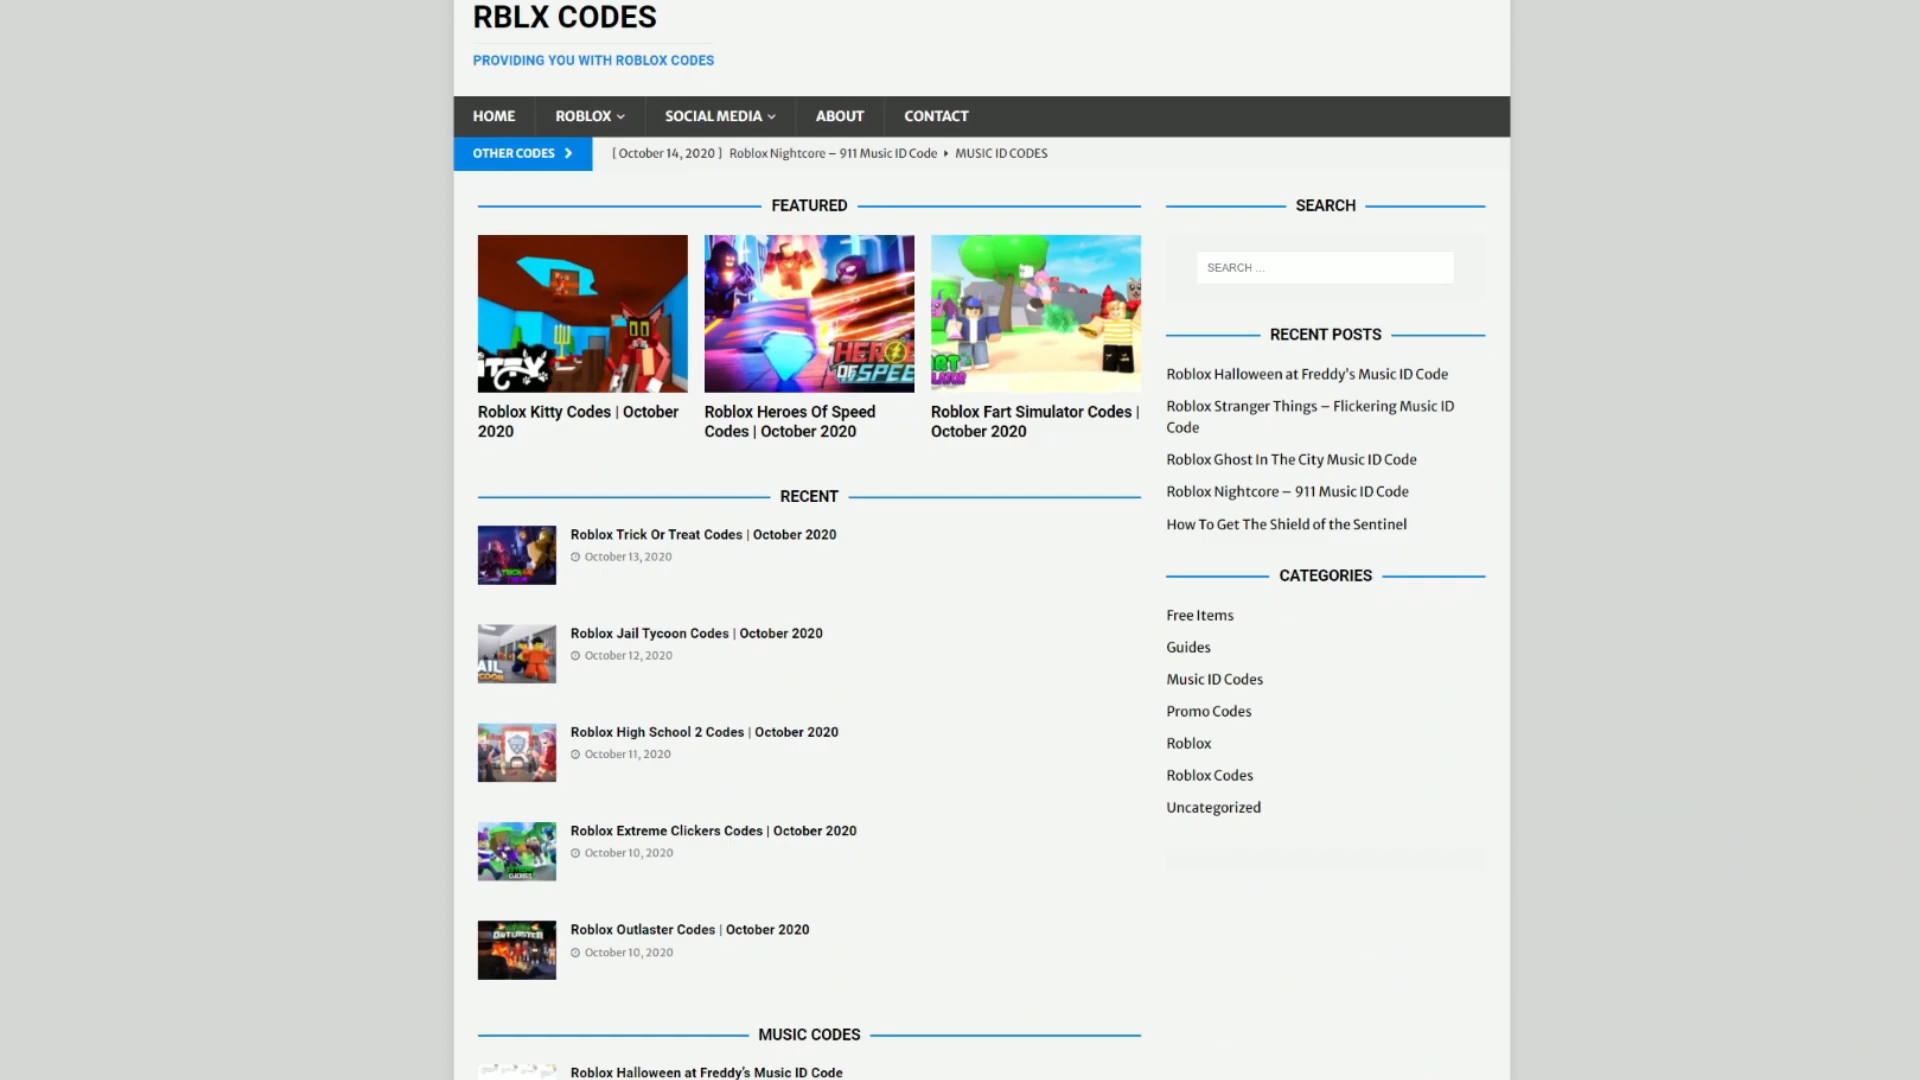 RBLX CODES
PROVIDING YOU WITH ROBLOX CODES
HOME
ROBLOX
SOCIAL MEDIA
ABOUT
CONTACT
OTHER CODES
[ October 14, 2020 ] Roblox Nightcore – 911 Music ID Code
MUSIC ID CODES
FEATURED
HERO
OF SPEE
Roblox Kitty Codes | October
2020
Roblox Heroes Of Speed
Codes | October 2020
Roblox Fart Simulator Codes |
October 2020
RECENT
Roblox Trick Or Treat Codes | October 2020
October 13, 2020
Roblox Jail Tycoon Codes | October 2020
October 12, 2020
Roblox High School 2 Codes | October 2020
October 11, 2020
Roblox Extreme Clickers Codes | October 2020
October 10, 2020
Roblox Outlaster Codes | October 2020
October 10, 2020
MUSIC CODES
Roblox Halloween at Freddy's Music ID Code
SEARCH
SEARCH ...
RECENT POSTS
Roblox Halloween at Freddy's Music ID Code
Roblox Stranger Things – Flickering Music ID
Code
Roblox Ghost In The City Music ID Code
Roblox Nightcore – 911 Music ID Code
How To Get The Shield of the Sentinel
CATEGORIES
Free Items
Guides
Music ID Codes
Promo Codes
Roblox
Roblox Codes
Uncategorized